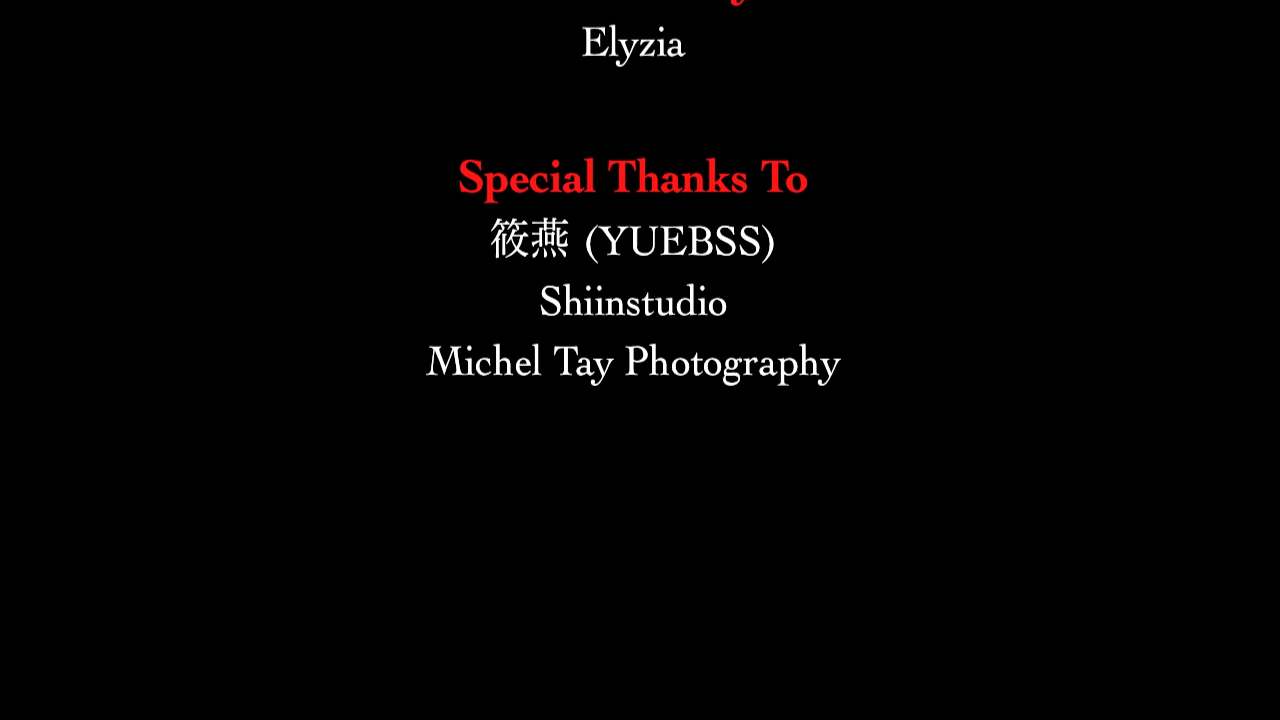 Elyzia
Special Thanks To
筱燕 (YUEBSS)
Shiinstudio
Michel Tay Photography